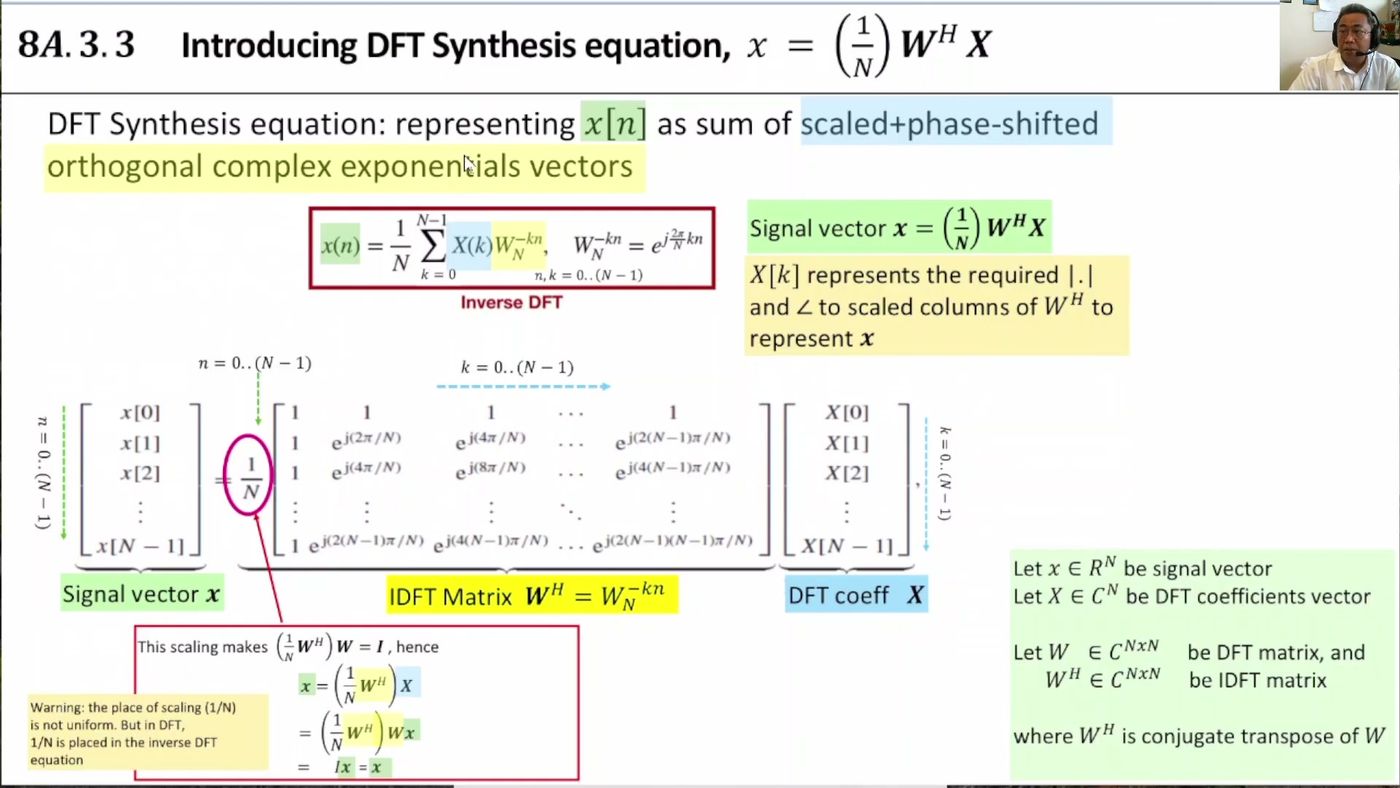 8A.3.3 Introducing DFT Synthesis equation, x = (1/N) W^H X
DFT Synthesis equation: representing x[n] as sum of scaled+phase-shifted
orthogonal complex exponentials vectors
x(n) = 1/N ∑_{k = 0}^{N−1} X(k)W_N^{−kn}, W_N^{−kn} = e^{j(2π/N)kn}
n, k = 0..(N − 1)
Inverse DFT
Signal vector x = (1/N) W^H X
X[k] represents the required |.|
and ∠ to scaled columns of W^H to
represent x
n = 0..(N − 1)
k = 0..(N − 1)
n = 0..(N − 1)
x[0]
x[1]
x[2]
⋮
x[N − 1]
= 1/N
1 1 1 ... 1
1 e^{j(2π/N)} e^{j(4π/N)} ... e^{j(2(N−1)π/N)}
1 e^{j(4π/N)} e^{j(8π/N)} ... e^{j(4(N−1)π/N)}
⋮ ⋮ ⋮ ⋱ ⋮
1 e^{j(2(N−1)π/N)} e^{j(4(N−1)π/N)} ... e^{j(2(N−1)(N−1)π/N)}
X[0]
X[1]
X[2]
⋮
X[N − 1]
,
k = 0..(N − 1)
Signal vector x
IDFT Matrix W^H = W_N^{−kn}
DFT coeff X
This scaling makes (1/N W^H) W = I , hence
x = (1/N W^H) X
= (1/N W^H) Wx
= Ix = x
Warning: the place of scaling (1/N)
is not uniform. But in DFT,
1/N is placed in the inverse DFT
equation
Let x ∈ R^N be signal vector
Let X ∈ C^N be DFT coefficients vector
Let W ∈ C^{NxN} be DFT matrix, and
W^H ∈ C^{NxN} be IDFT matrix
where W^H is conjugate transpose of W